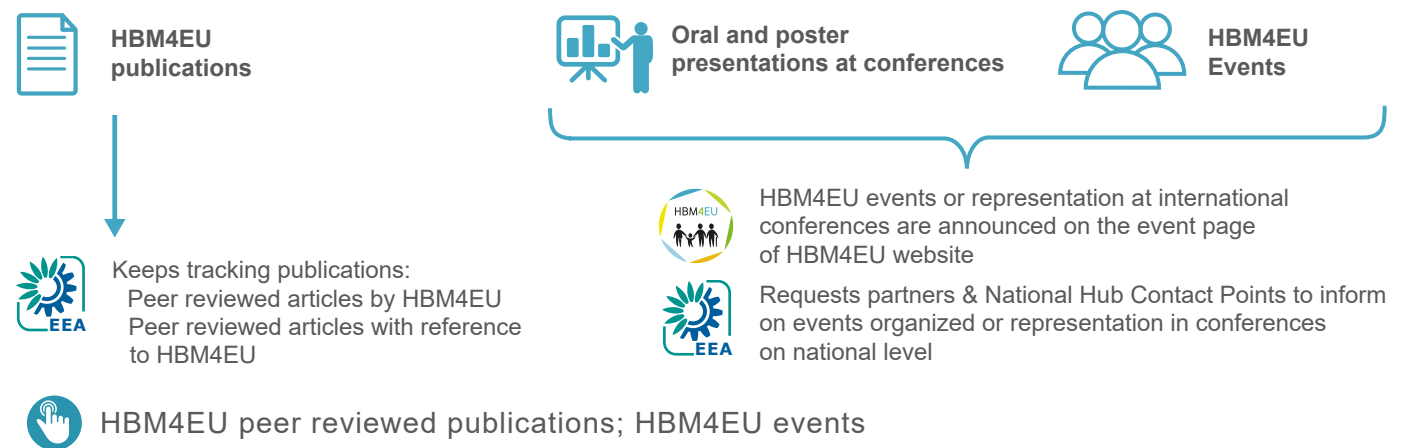 HBM4EU
publications
Oral and poster
presentations at conferences
HBM4EU
Events
EEA
Keeps tracking publications:
Peer reviewed articles by HBM4EU
Peer reviewed articles with reference
to HBM4EU
HBM4EU
HBM4EU events or representation at international
conferences are announced on the event page
of HBM4EU website
EEA
Requests partners & National Hub Contact Points to inform
on events organized or representation in conferences
on national level
HBM4EU peer reviewed publications; HBM4EU events